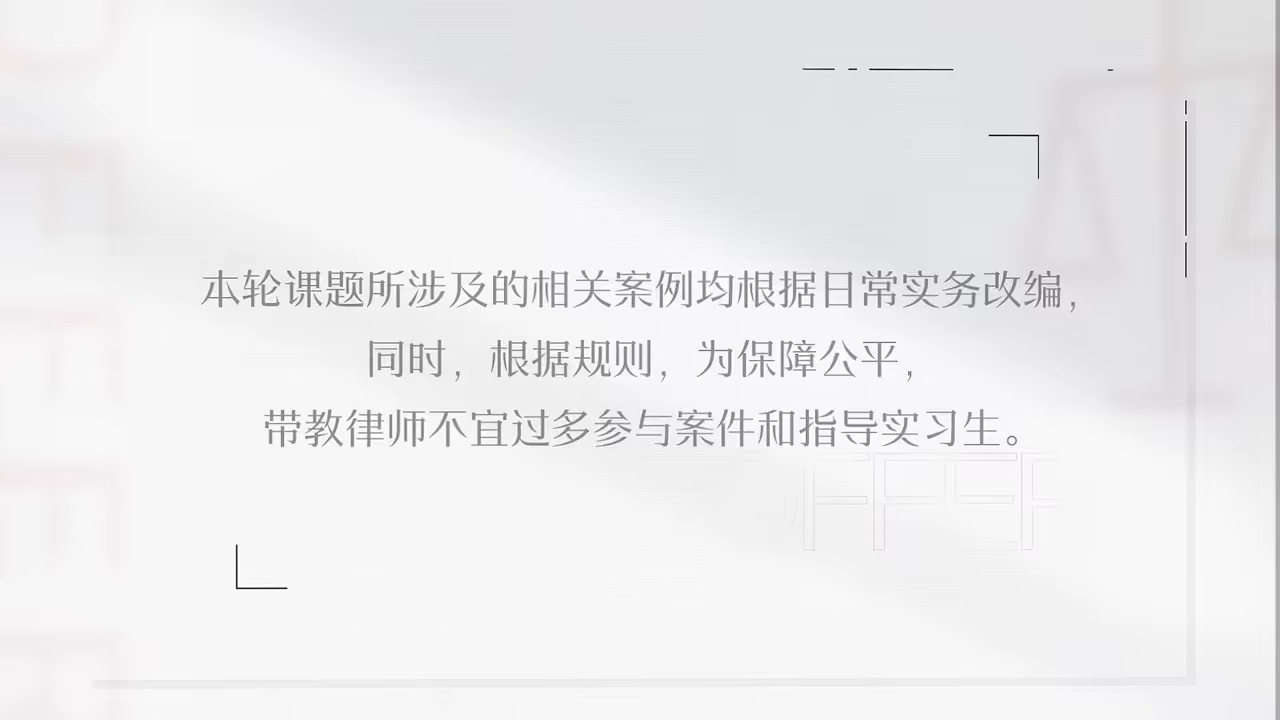 本轮课题所涉及的相关案例均根据日常实务改编，
同时，根据规则，为保障公平，
带教律师不宜过多参与案件和指导实习生。